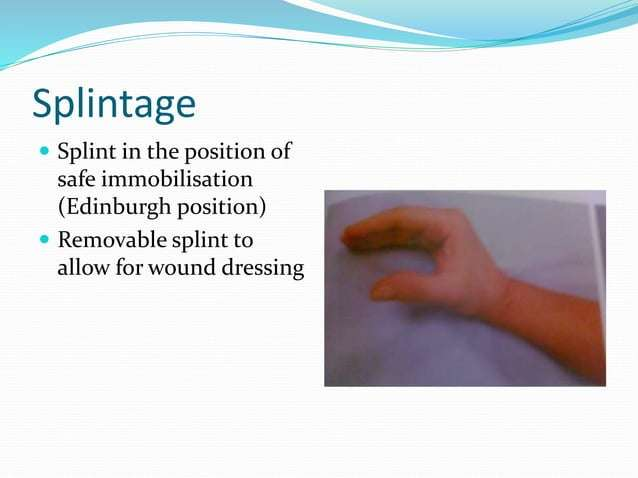 Splintage
Splint in the position of
safe immobilisation
(Edinburgh position)
Removable splint to
allow for wound dressing